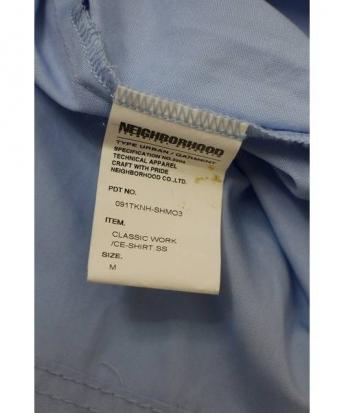 NEIGHBORHOOD
TYPE URBAN / GARMENT
SPECIFICATION NO.
TECHNICAL APPAREL
CRAFT WITH PRIDE
NEIGHBORHOOD CO.,LTD.
PDT NO.
091TKNH-SHM03
ITEM.
CLASSIC WORK
/CE-SHIRT SS
SIZE.
M